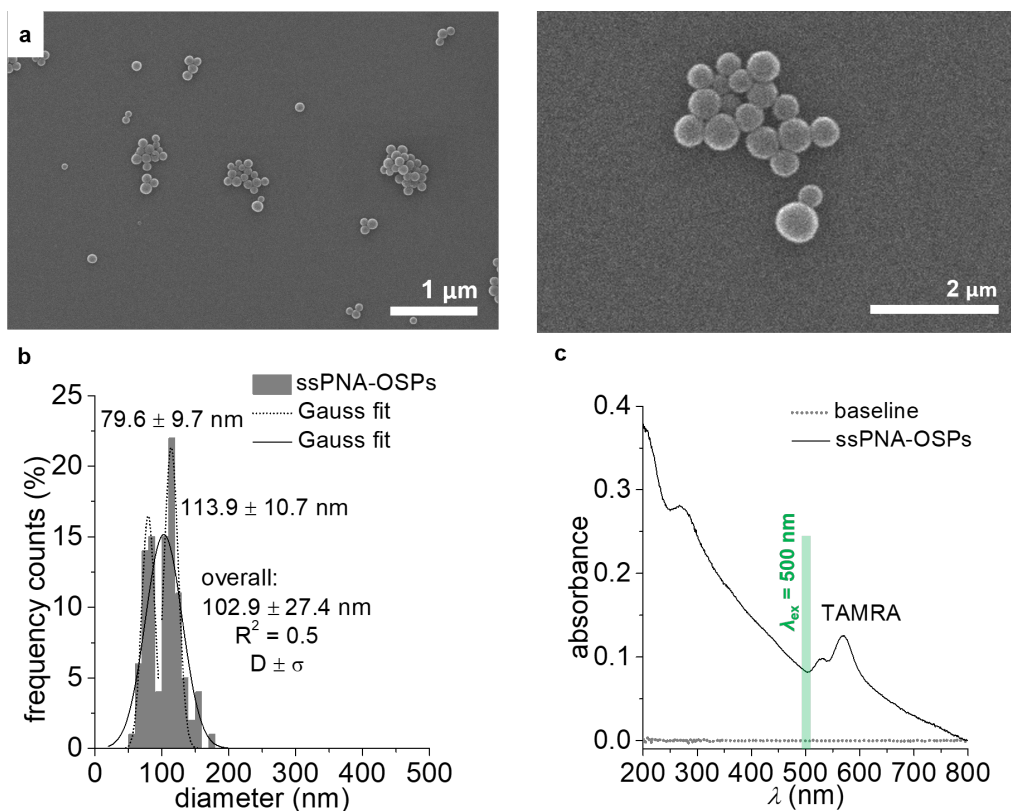 a
1 µm
2 µm
b
25
20
15
10
5
0
frequency counts (%)
ssPNA-OSPs
Gauss fit
Gauss fit
79.6 ± 9.7 nm
113.9 ± 10.7 nm
overall:
102.9 ± 27.4 nm
R² = 0.5
D ± σ
0 100 200 300 400 500
diameter (nm)
c
0.4
0.3
0.2
0.1
0.0
absorbance
baseline
ssPNA-OSPs
λex = 500 nm
TAMRA
200 300 400 500 600 700 800
λ (nm)